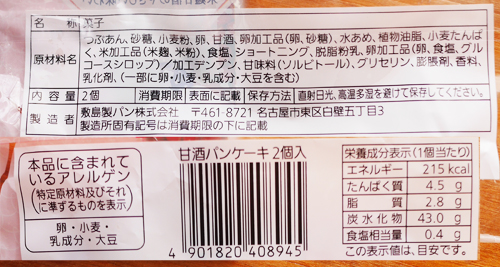 名 称 菓子
原材料名
つぶあん、砂糖、小麦粉、卵、甘酒、卵加工品
(卵、砂糖)、水あめ、植物油脂、小麦たんぱ
く、米加工品(米麹、米粉)、食塩、ショートニング、脱脂粉乳、卵加工品(卵、食塩、グル
コースシロップ)／加工デンプン、甘味料(ソルビトール)、グリセリン、膨脹剤、香料、
乳化剤、(一部に卵・小麦・乳成分・大豆を含む)
内 容 量 2個 消費期限 表面に記載 保存方法 直射日光、高温多湿を避けて保存してください。
製 造 者 敷島製パン株式会社 〒461-8721 名古屋市東区白壁五丁目3
製造所固有記号は消費期限の下に記載
本品に含まれて
いるアレルゲン
(特定原材料及びそれ
に準ずるものを表示)
卵・小麦・
乳成分・大豆
甘酒パンケーキ 2個入
4 901820 408945
栄養成分表示(1個当たり)
エネルギー 215 kcal
たんぱく質 4.5 g
脂 質 2.8 g
炭水化物 43.0 g
食塩相当量 0.4 g
この表示値は、目安です。